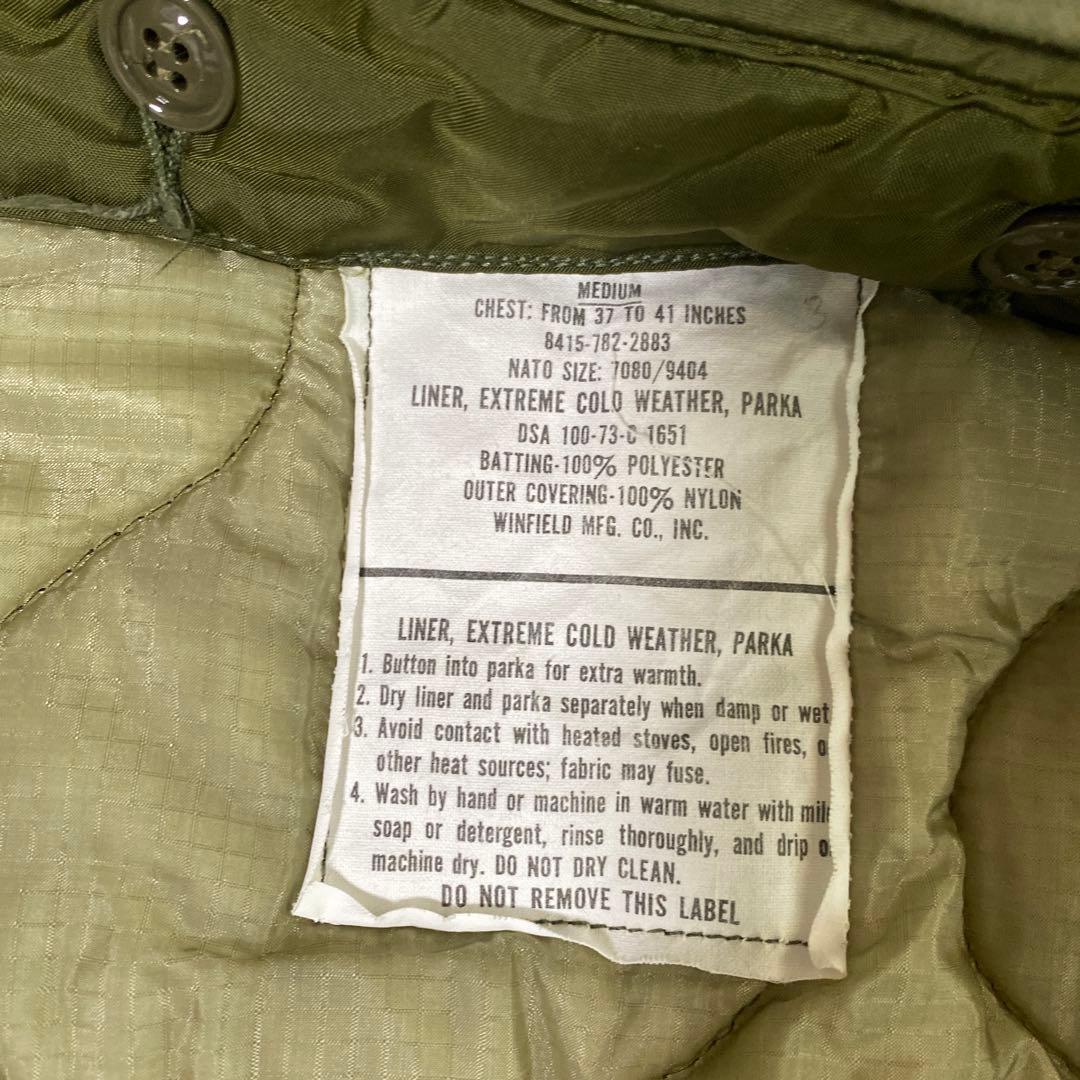 MEDIUM
CHEST: FROM 37 TO 41 INCHES
8415-782-2883
NATO SIZE: 7080/9404
LINER, EXTREME COLD WEATHER, PARKA
DSA 100-73-C 1651
BATTING-100% POLYESTER
OUTER COVERING-100% NYLON
WINFIELD MFG. CO., INC.
LINER, EXTREME COLD WEATHER, PARKA
1. Button into parka for extra warmth.
2. Dry liner and parka separately when damp or wet
3. Avoid contact with heated stoves, open fires, o
other heat sources; fabric may fuse.
4. Wash by hand or machine in warm water with mil
soap or detergent, rinse thoroughly, and drip o
machine dry. DO NOT DRY CLEAN.
DO NOT REMOVE THIS LABEL